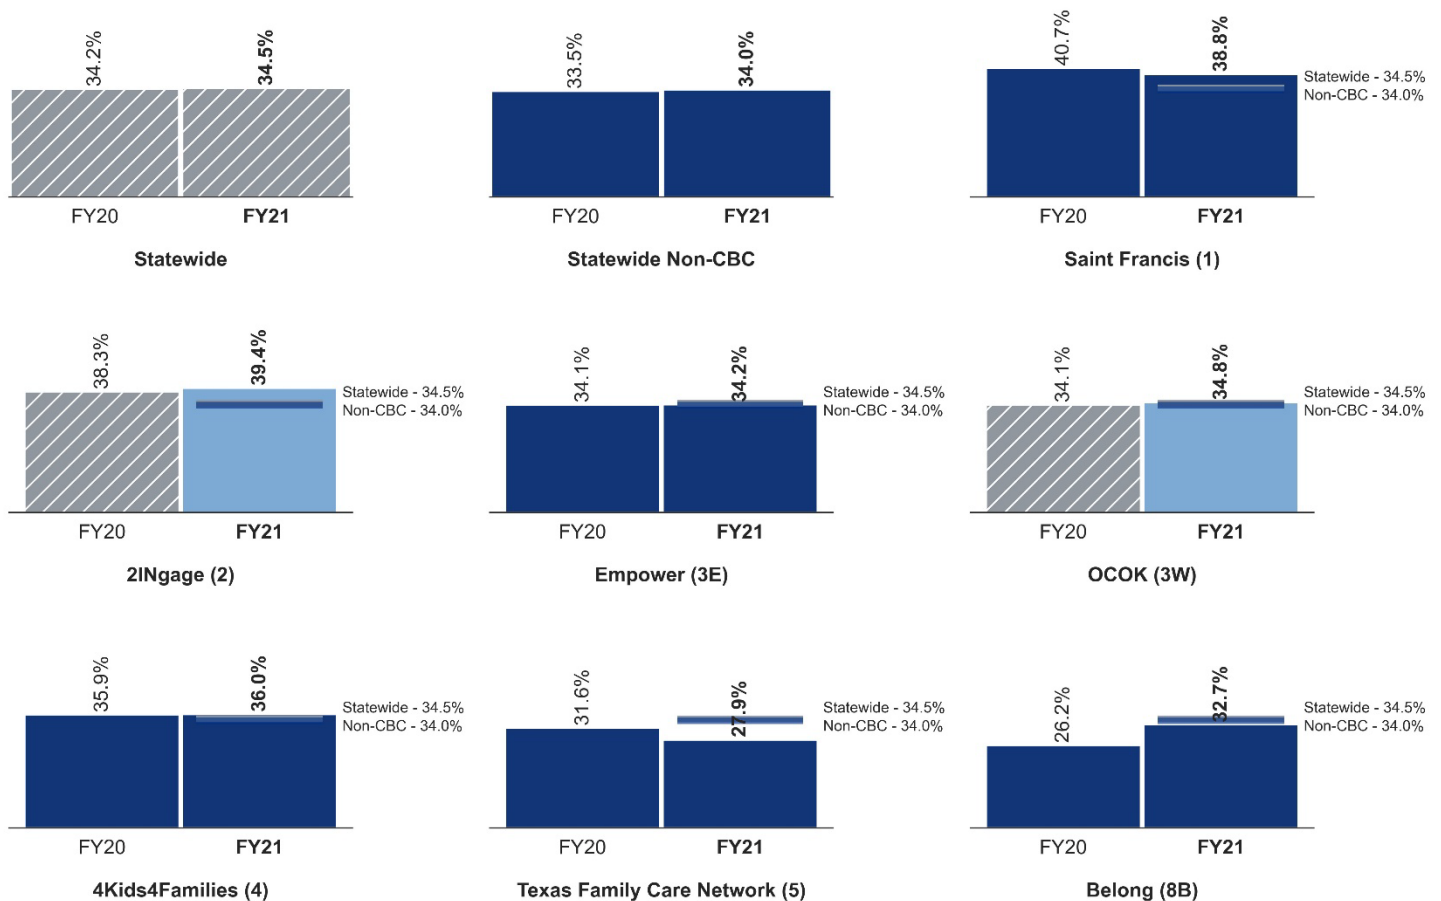 34.2%
34.5%
FY20
FY21
Statewide
33.5%
34.0%
FY20
FY21
Statewide Non-CBC
40.7%
38.8%
Statewide - 34.5%
Non-CBC - 34.0%
FY20
FY21
Saint Francis (1)
38.3%
39.4%
Statewide - 34.5%
Non-CBC - 34.0%
FY20
FY21
2INgage (2)
34.1%
34.2%
Statewide - 34.5%
Non-CBC - 34.0%
FY20
FY21
Empower (3E)
34.1%
34.8%
Statewide - 34.5%
Non-CBC - 34.0%
FY20
FY21
OCOK (3W)
35.9%
36.0%
Statewide - 34.5%
Non-CBC - 34.0%
FY20
FY21
4Kids4Families (4)
31.6%
27.9%
Statewide - 34.5%
Non-CBC - 34.0%
FY20
FY21
Texas Family Care Network (5)
26.2%
32.7%
Statewide - 34.5%
Non-CBC - 34.0%
FY20
FY21
Belong (8B)